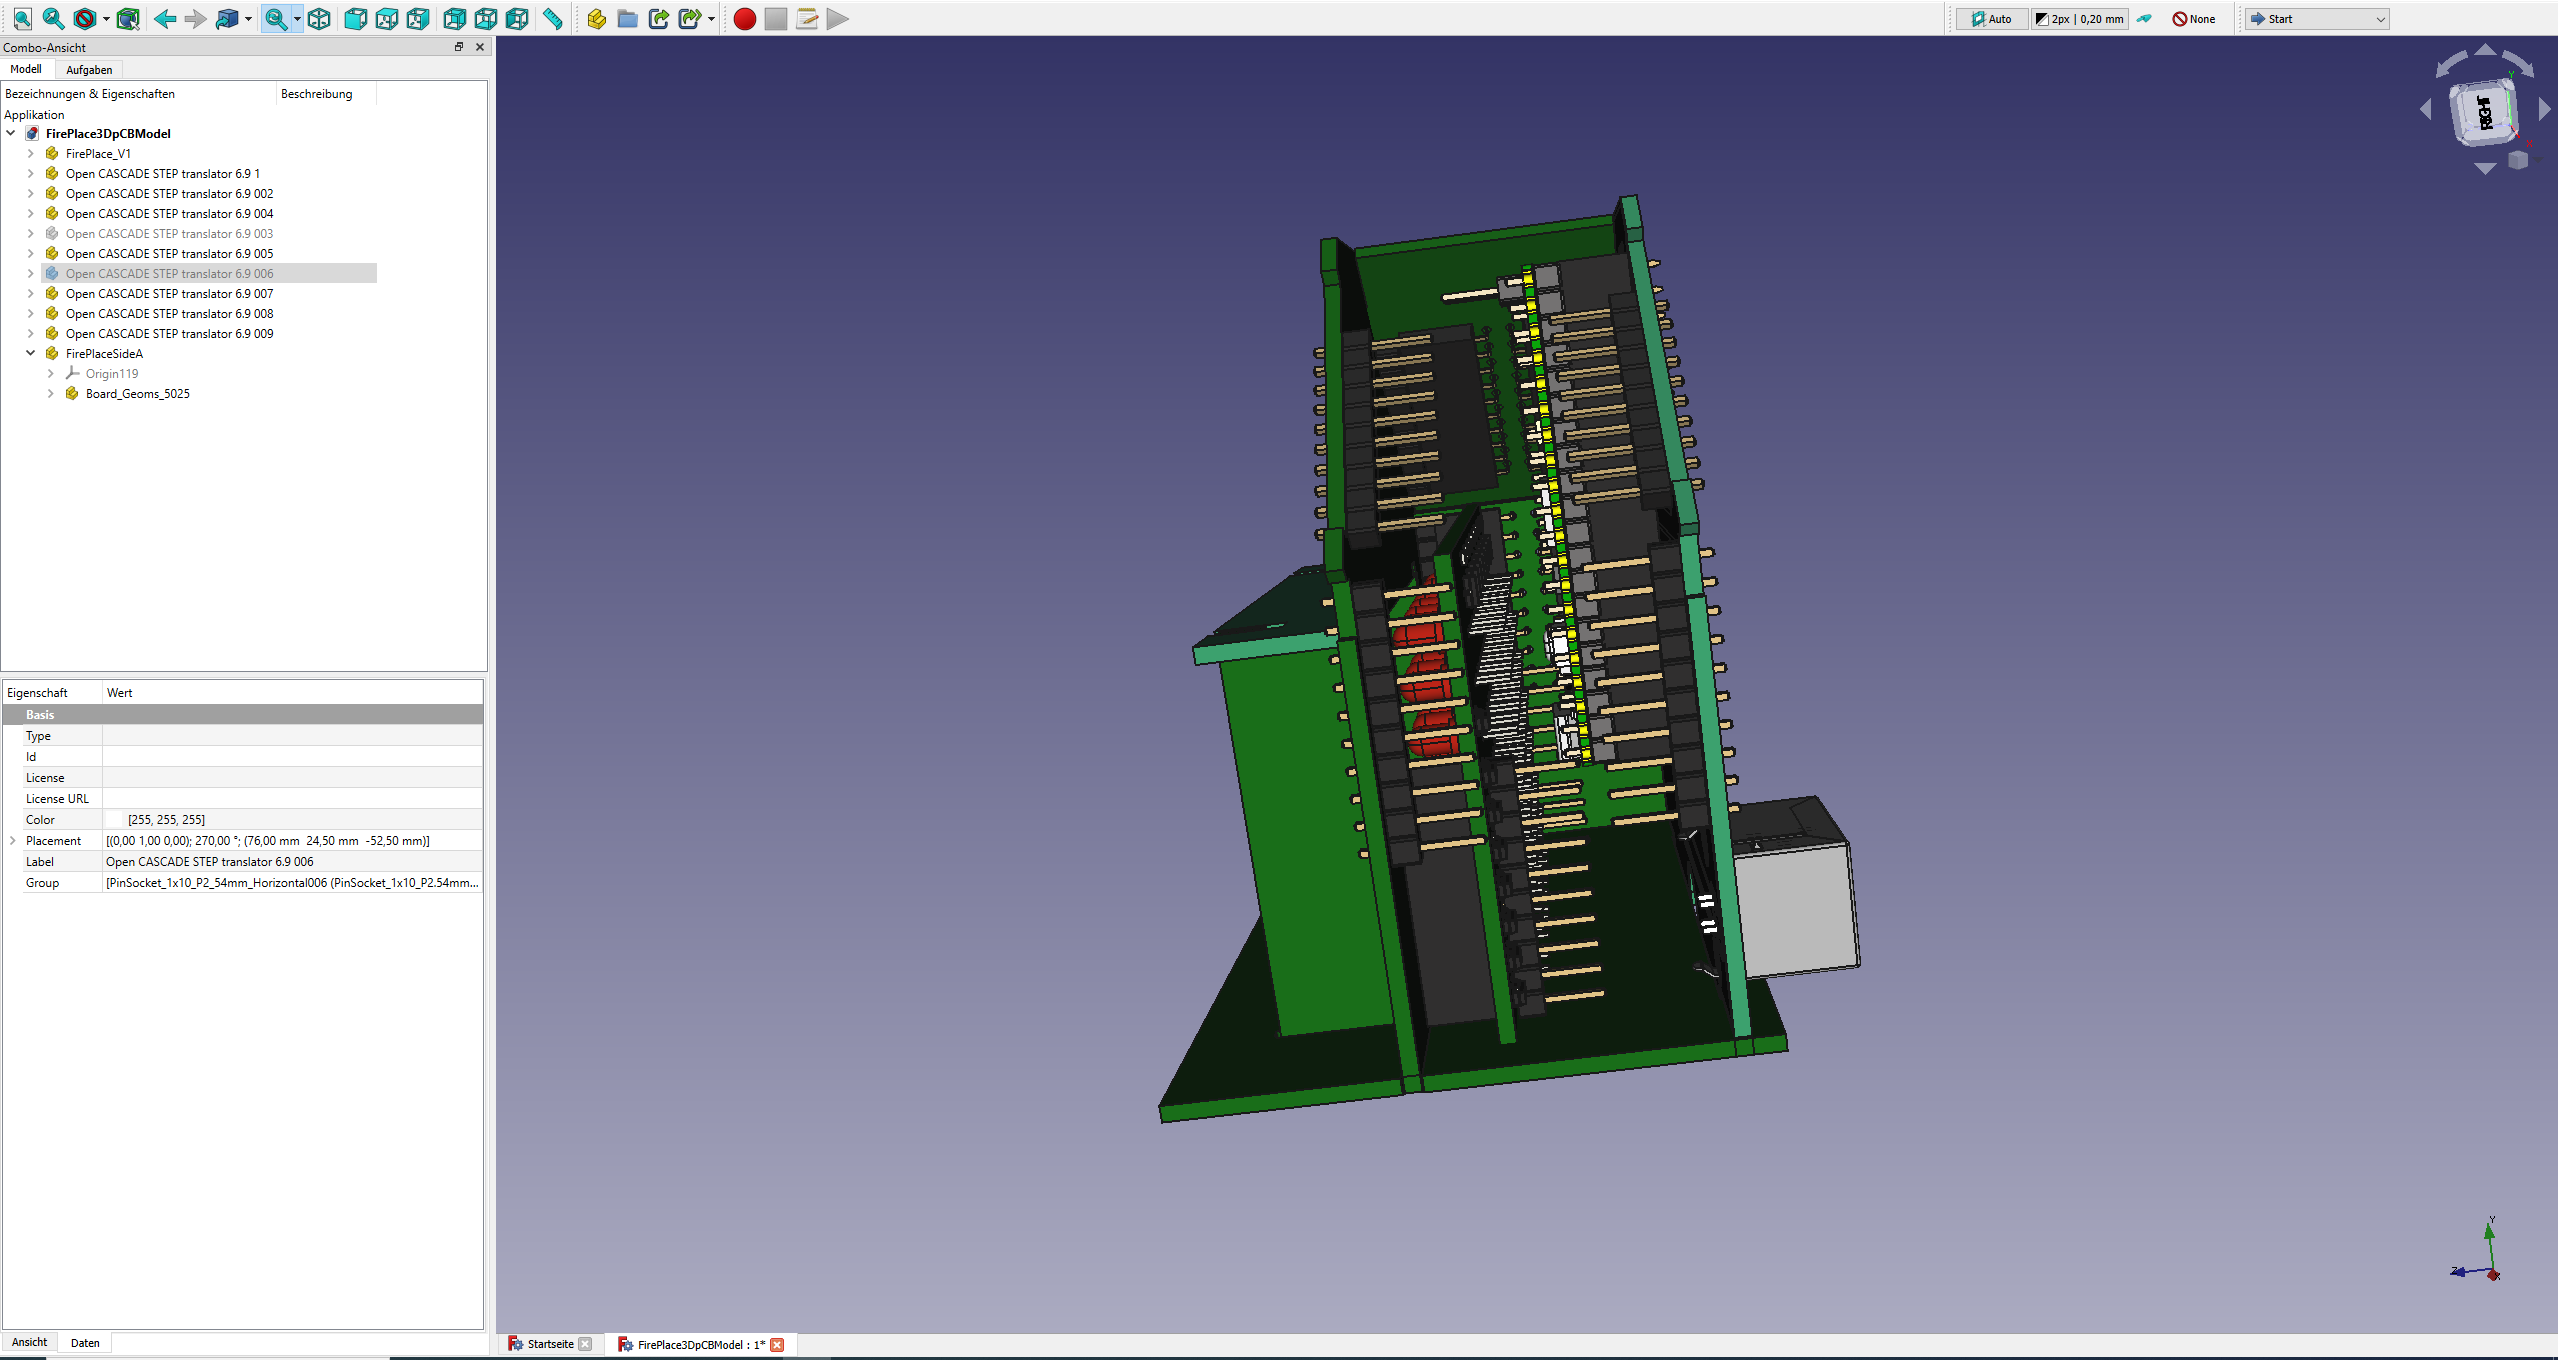 Auto
2px | 0,20 mm
None
Start
Combo-Ansicht
Modell
Aufgaben
Bezeichnungen & Eigenschaften
Beschreibung
Applikation
FirePlace3DpCBModel
FirePlace_V1
Open CASCADE STEP translator 6.9 1
Open CASCADE STEP translator 6.9 002
Open CASCADE STEP translator 6.9 004
Open CASCADE STEP translator 6.9 003
Open CASCADE STEP translator 6.9 005
Open CASCADE STEP translator 6.9 006
Open CASCADE STEP translator 6.9 007
Open CASCADE STEP translator 6.9 008
Open CASCADE STEP translator 6.9 009
FirePlaceSideA
Origin119
Board_Geoms_5025
Eigenschaft
Wert
Basis
Type
Id
License
License URL
Color
[255, 255, 255]
Placement
[(0,00 1,00 0,00); 270,00 °; (76,00 mm 24,50 mm -52,50 mm)]
Label
Open CASCADE STEP translator 6.9 006
Group
[PinSocket_1x10_P2_54mm_Horizontal006 (PinSocket_1x10_P2.54mm...
Ansicht
Daten
RIGHT
Y
Z
X
Startseite
FirePlace3DpCBModel : 1*